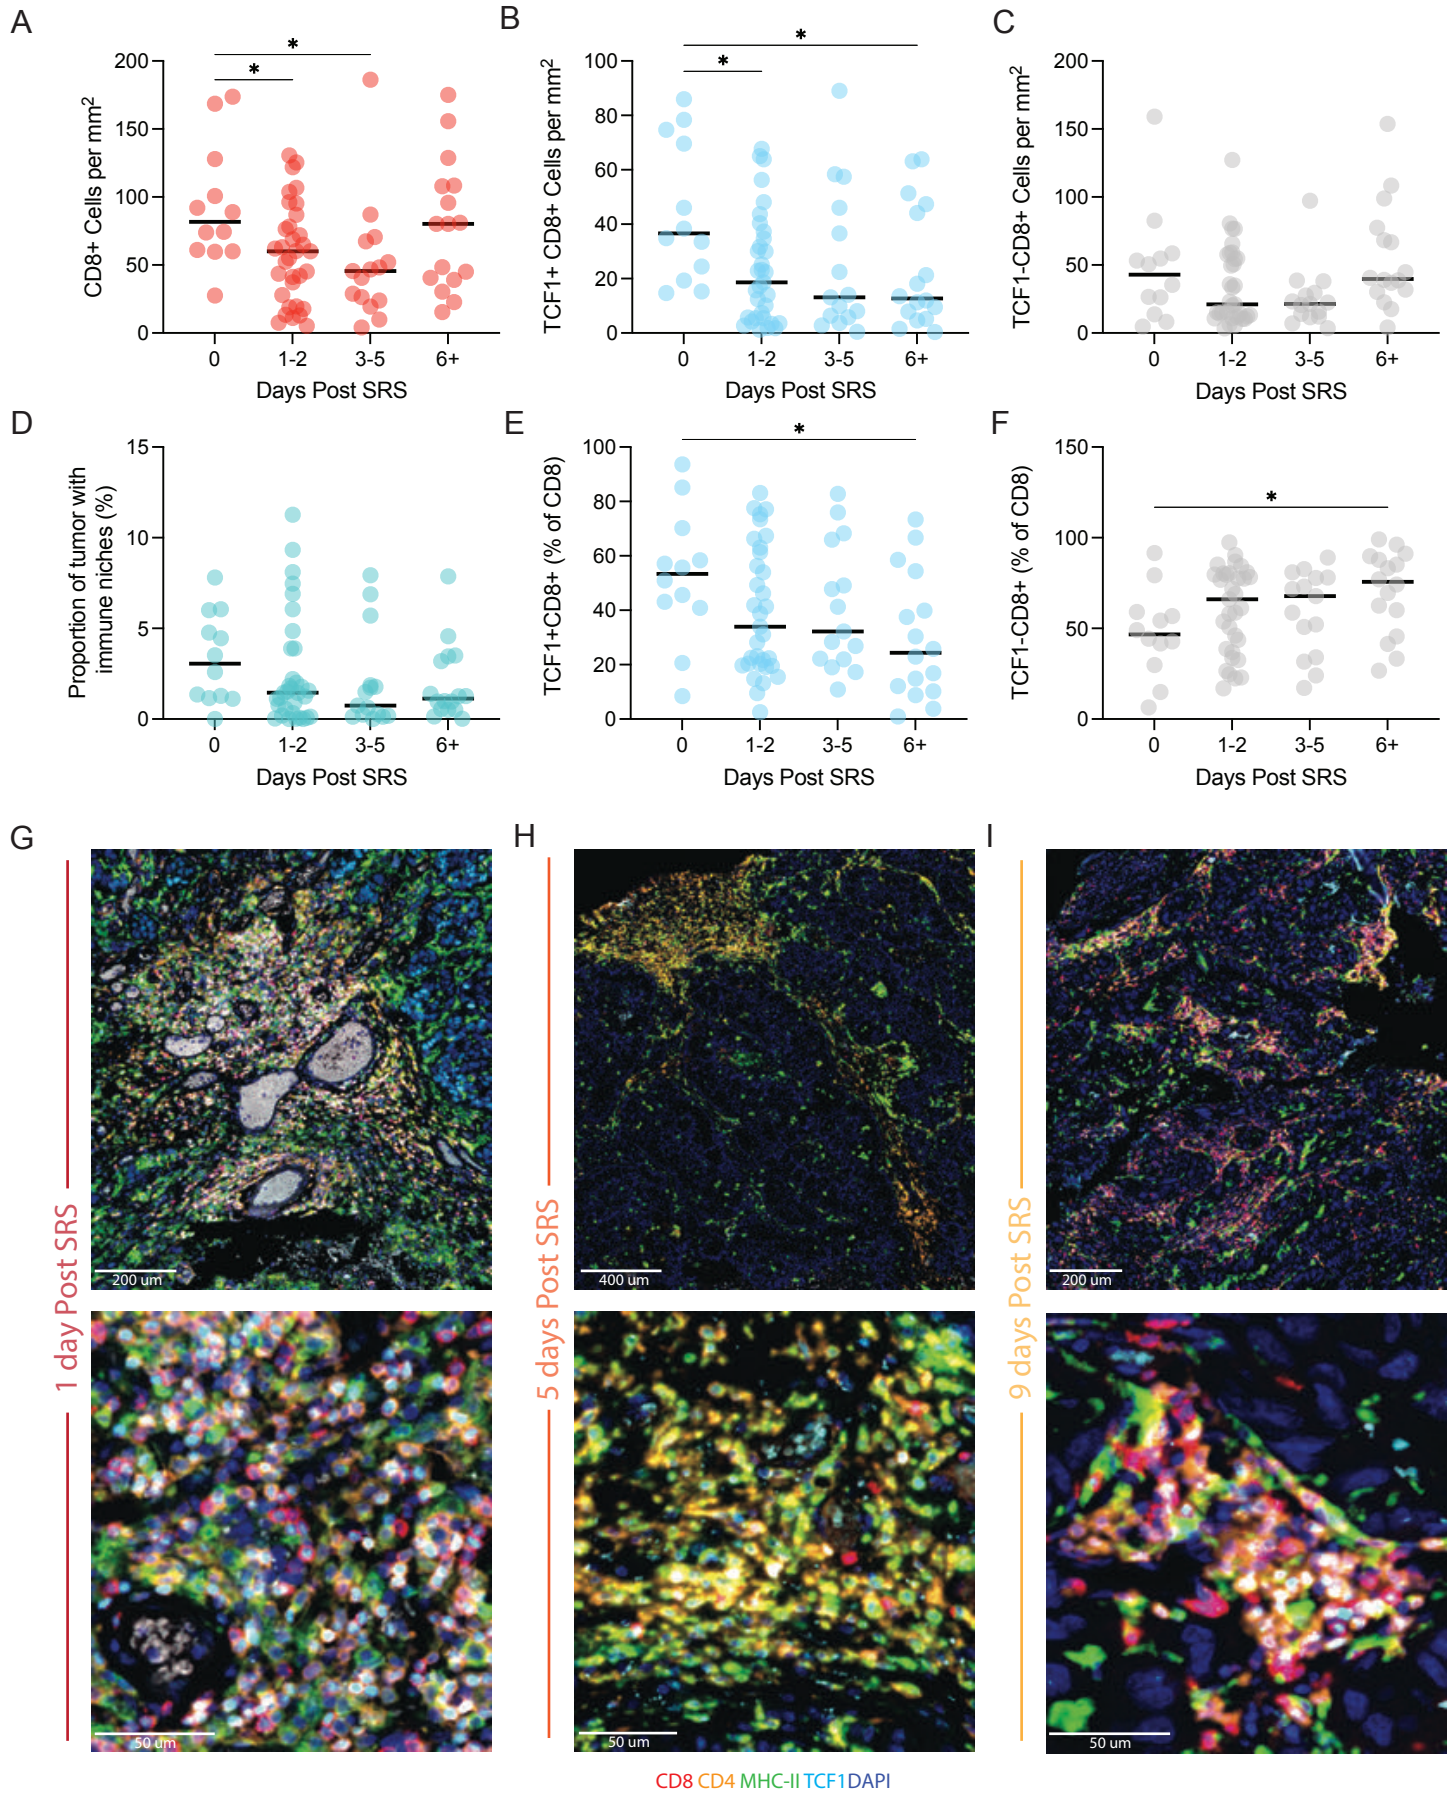 A
CD8+ Cells per mm2
200
150
100
50
0
*
*
0 1-2 3-5 6+
Days Post SRS
B
TCF1+ CD8+ Cells per mm2
100
80
60
40
20
0
*
*
0 1-2 3-5 6+
Days Post SRS
C
TCF1-CD8+ Cells per mm2
200
150
100
50
0
0 1-2 3-5 6+
Days Post SRS
D
Proportion of tumor with
immune niches (%)
15
10
5
0
0 1-2 3-5 6+
Days Post SRS
E
TCF1+CD8+ (% of CD8)
100
80
60
40
20
0
*
0 1-2 3-5 6+
Days Post SRS
F
TCF1-CD8+ (% of CD8)
150
100
50
0
*
0 1-2 3-5 6+
Days Post SRS
G
1 day Post SRS
200 um
50 um
H
5 days Post SRS
400 um
50 um
I
9 days Post SRS
200 um
50 um
CD8 CD4 MHC-II TCF1 DAPI